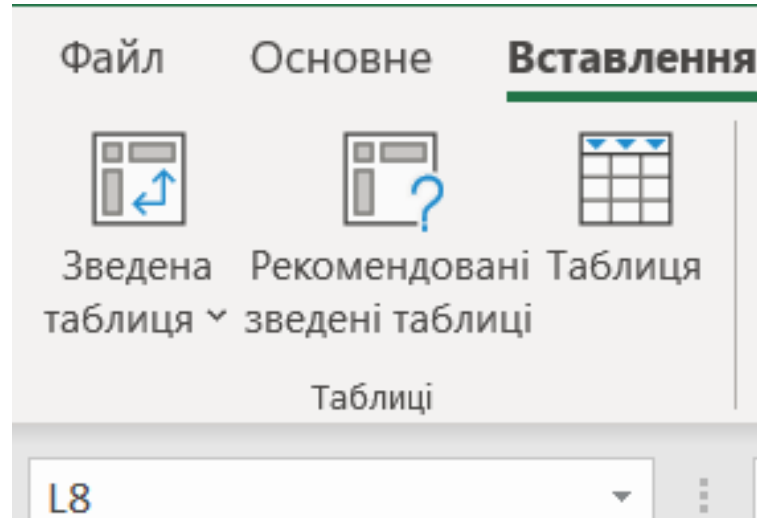 Файл Основне Вставлення
Зведена Рекомендовані Таблиця
таблиця зведені таблиці
Таблиці
L8